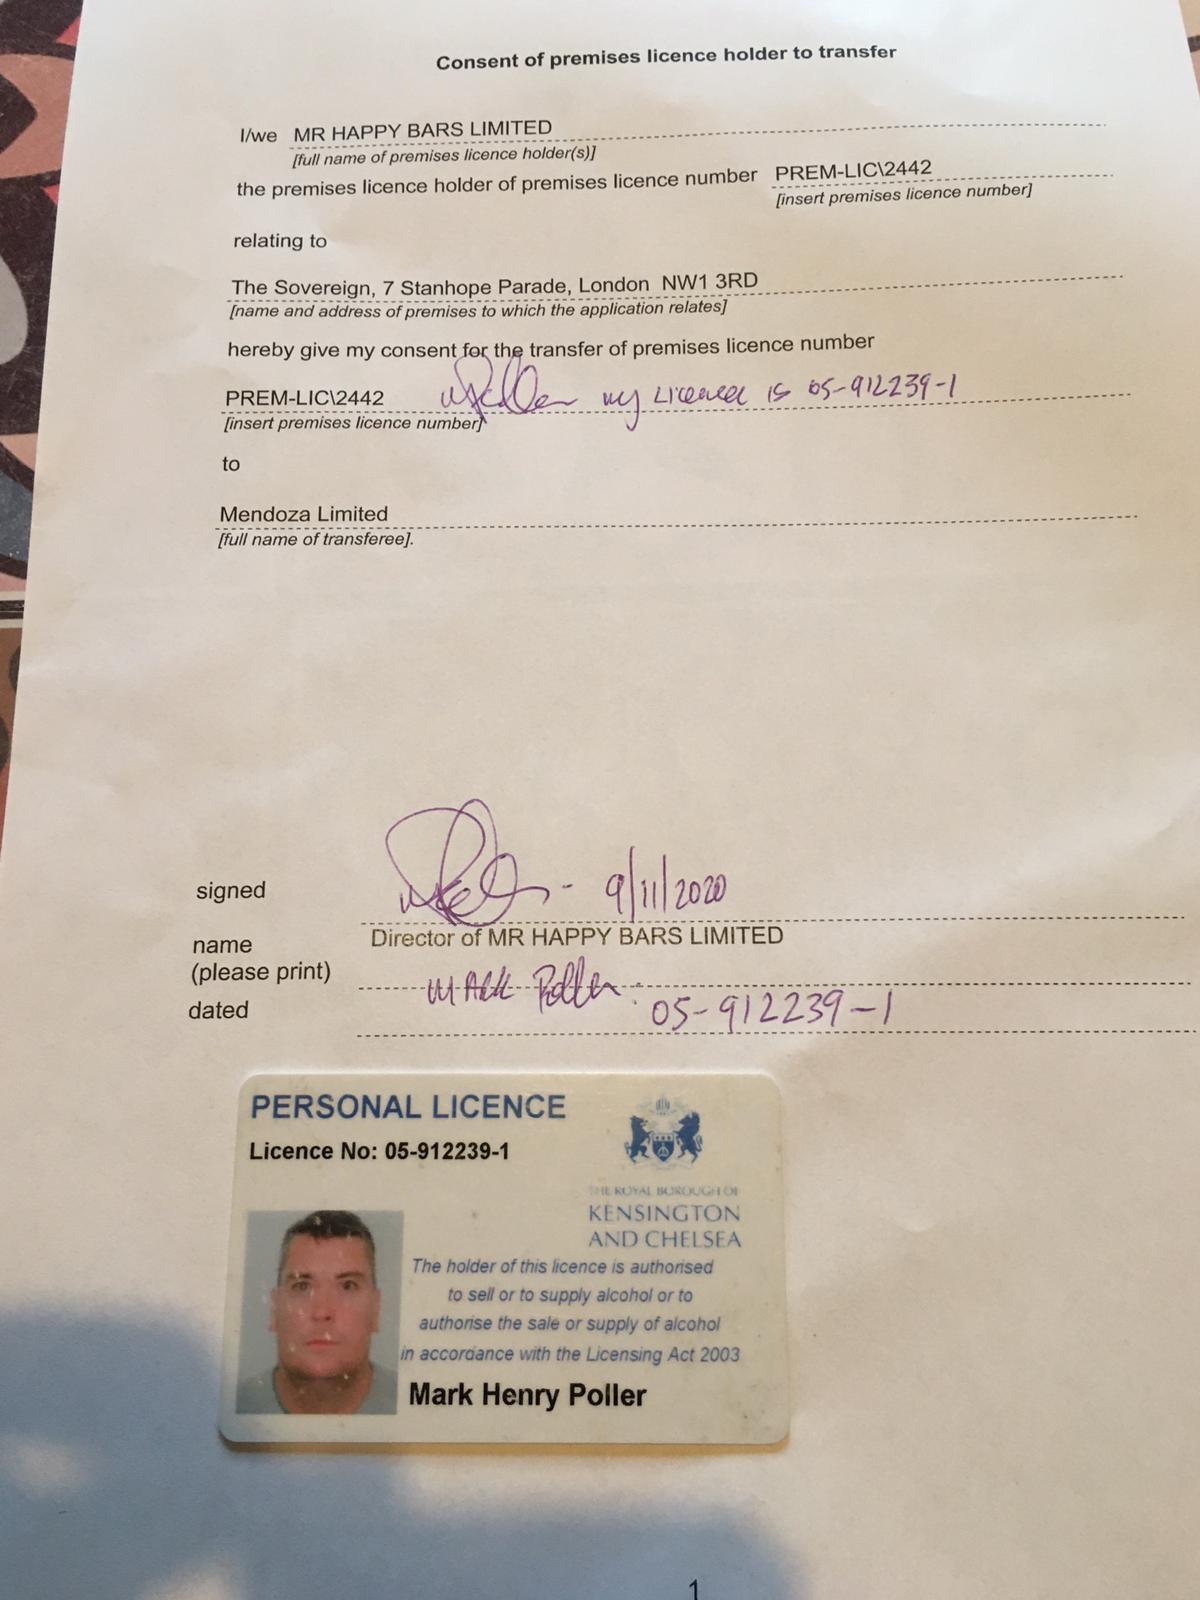 Consent of premises licence holder to transfer
I/we MR HAPPY BARS LIMITED
[full name of premises licence holder(s)]
the premises licence holder of premises licence number PREM-LIC\2442
[insert premises licence number]
relating to
The Sovereign, 7 Stanhope Parade, London NW1 3RD
[name and address of premises to which the application relates]
hereby give my consent for the transfer of premises licence number
PREM-LIC\2442 my Licence is 05-912239-1
[insert premises licence number]
to
Mendoza Limited
[full name of transferee].
signed 9/11/2020
name Director of MR HAPPY BARS LIMITED
(please print) MARK Poller
dated 05-912239-1
PERSONAL LICENCE
Licence No: 05-912239-1
THE ROYAL BOROUGH OF
KENSINGTON
AND CHELSEA
The holder of this licence is authorised
to sell or to supply alcohol or to
authorise the sale or supply of alcohol
in accordance with the Licensing Act 2003
Mark Henry Poller
1